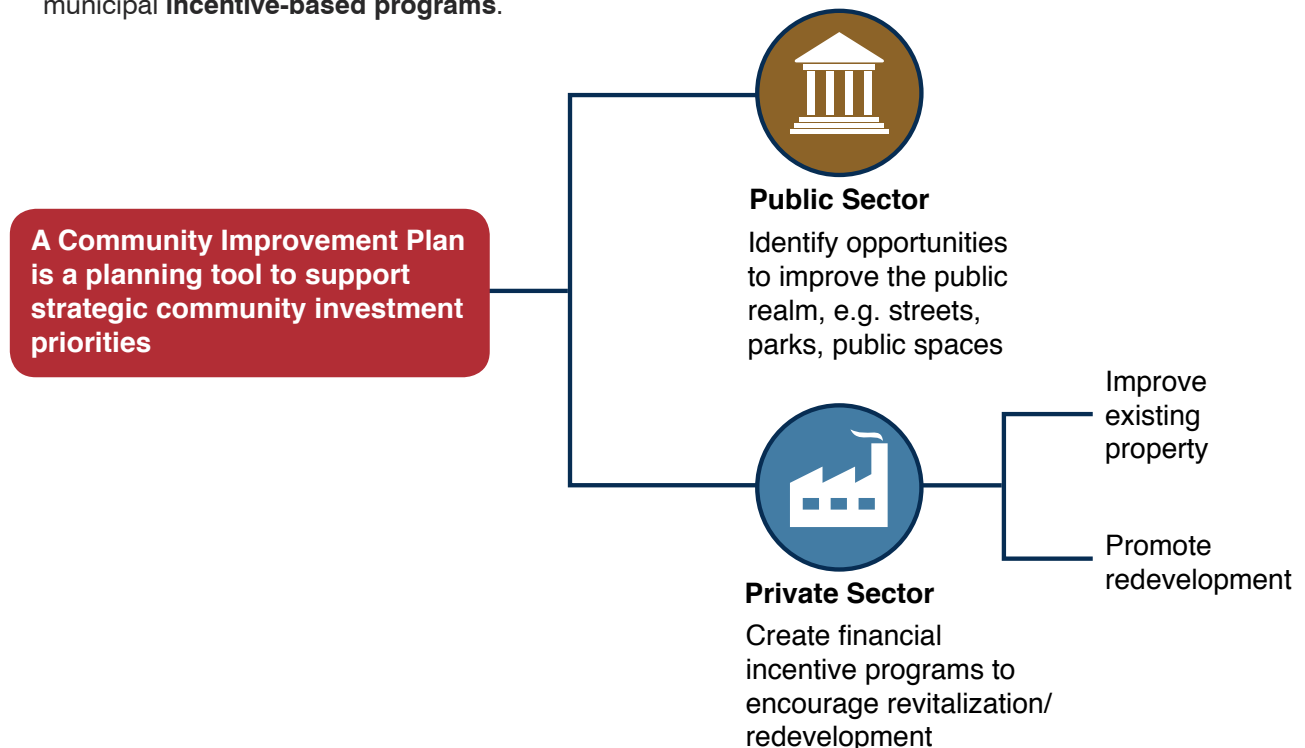 municipal incentive-based programs.
A Community Improvement Plan
is a planning tool to support
strategic community investment
priorities
Public Sector
Identify opportunities
to improve the public
realm, e.g. streets,
parks, public spaces
Private Sector
Create financial
incentive programs to
encourage revitalization/
redevelopment
Improve
existing
property
Promote
redevelopment